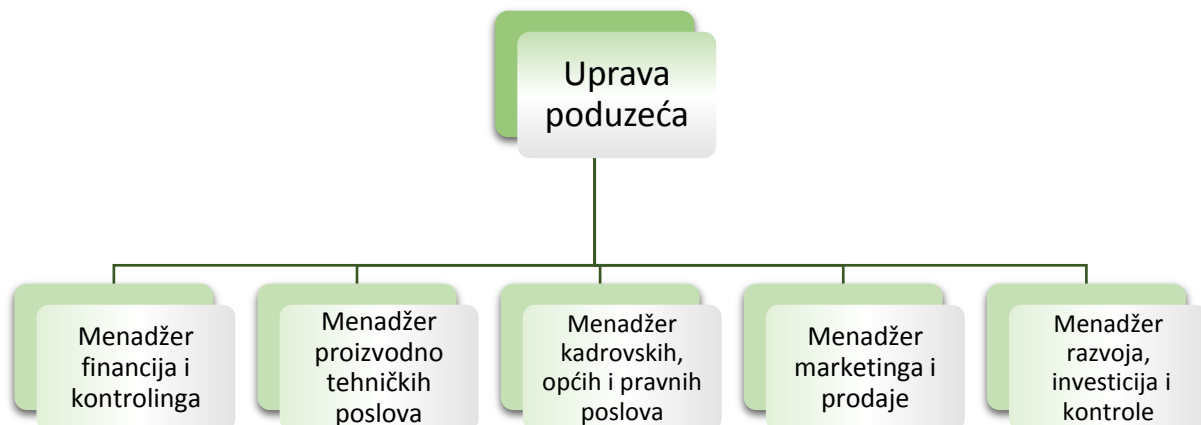 Uprava
poduzeća
Menadžer
financija i
kontrolinga
Menadžer
proizvodno
tehničkih
poslova
Menadžer
kadrovskih,
općih i pravnih
poslova
Menadžer
marketinga i
prodaje
Menadžer
razvoja,
investicija i
kontrole